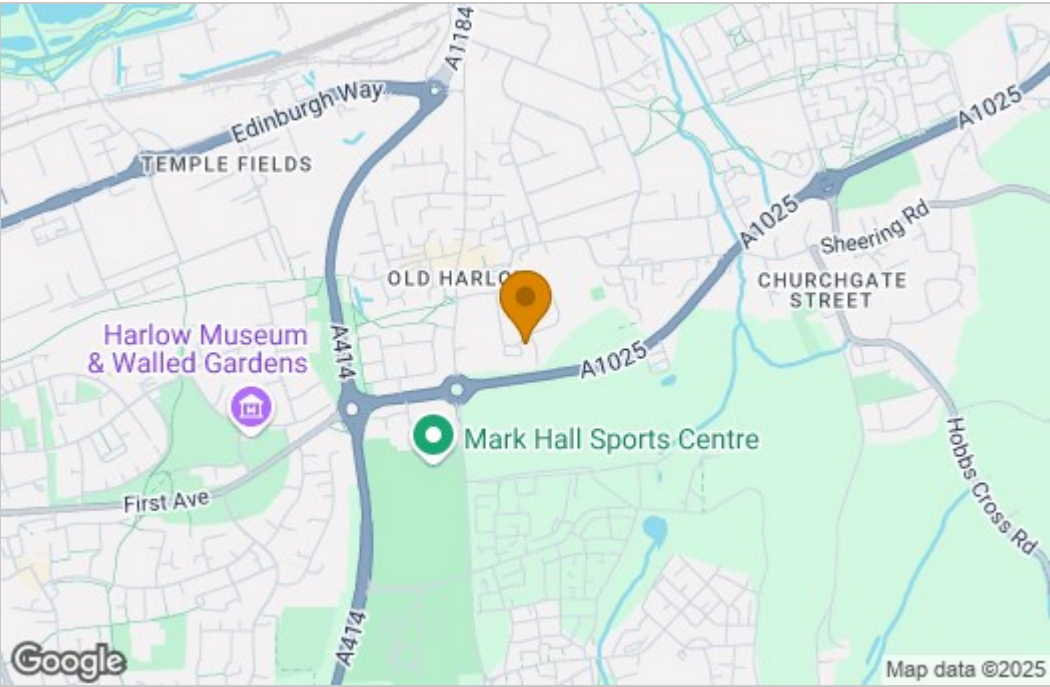 A1184
Edinburgh Way
TEMPLE FIELDS
A1025
A1025
Sheering Rd
OLD HARLO
CHURCHGATE
STREET
Harlow Museum
& Walled Gardens
A414
A1025
Mark Hall Sports Centre
First Ave
Hobbs Cross Rd
A414
Google
Map data ©2025